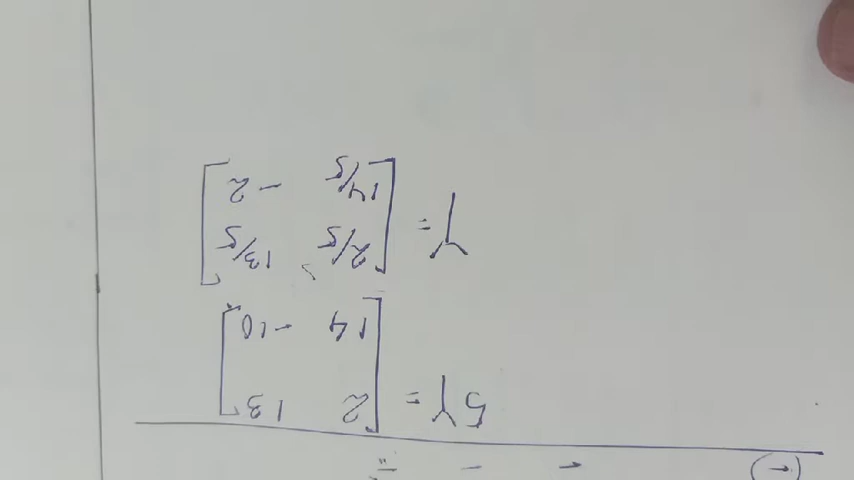 (-) - - =
5Y = [ 2 13
14 -10 ]
Y = [ 2/5 , 13/5
14/5 -2 ]